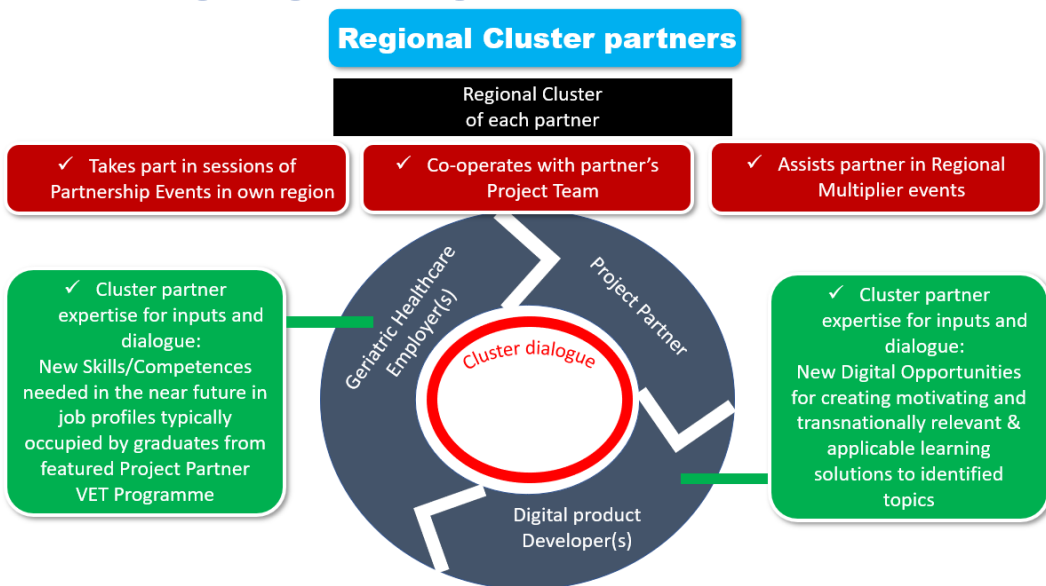 Regional Cluster partners
Regional Cluster
of each partner
✓ Takes part in sessions of
Partnership Events in own region
✓ Co-operates with partner’s
Project Team
✓ Assists partner in Regional
Multiplier events
✓ Cluster partner
expertise for inputs and
dialogue:
New Skills/Competences
needed in the near future in
job profiles typically
occupied by graduates from
featured Project Partner
VET Programme
Geriatric Healthcare
Employer(s)
Project Partner
Cluster dialogue
Digital product
Developer(s)
✓ Cluster partner
expertise for inputs and
dialogue:
New Digital Opportunities
for creating motivating and
transnationally relevant &
applicable learning
solutions to identified
topics